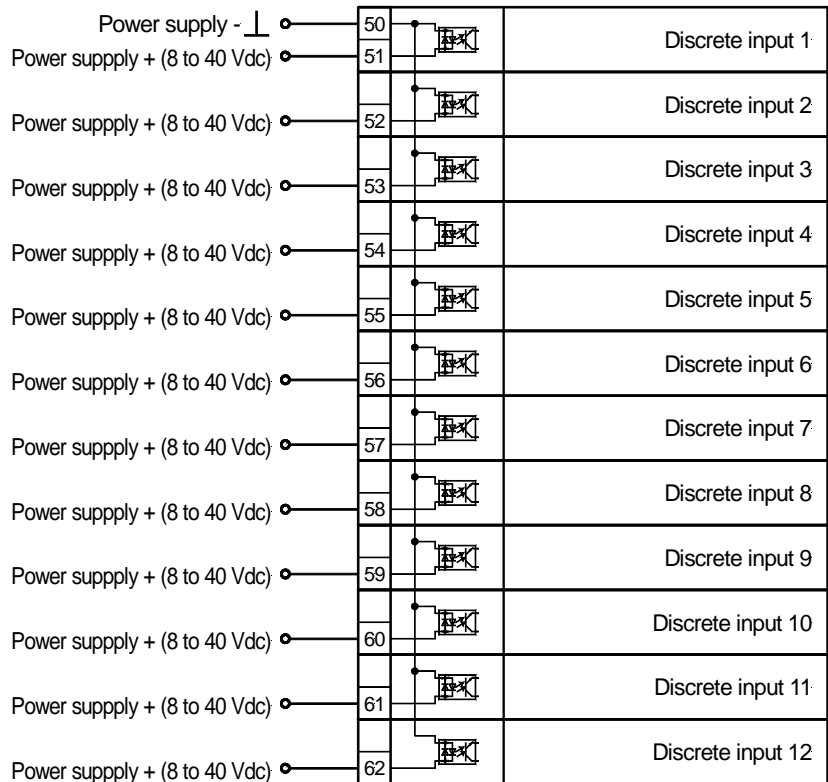 Power supply - ⊥ 50 Discrete input 1
Power suppply + (8 to 40 Vdc) 51
Power suppply + (8 to 40 Vdc) 52 Discrete input 2
Power suppply + (8 to 40 Vdc) 53 Discrete input 3
Power suppply + (8 to 40 Vdc) 54 Discrete input 4
Power suppply + (8 to 40 Vdc) 55 Discrete input 5
Power suppply + (8 to 40 Vdc) 56 Discrete input 6
Power suppply + (8 to 40 Vdc) 57 Discrete input 7
Power suppply + (8 to 40 Vdc) 58 Discrete input 8
Power suppply + (8 to 40 Vdc) 59 Discrete input 9
Power suppply + (8 to 40 Vdc) 60 Discrete input 10
Power suppply + (8 to 40 Vdc) 61 Discrete input 11
Power suppply + (8 to 40 Vdc) 62 Discrete input 12